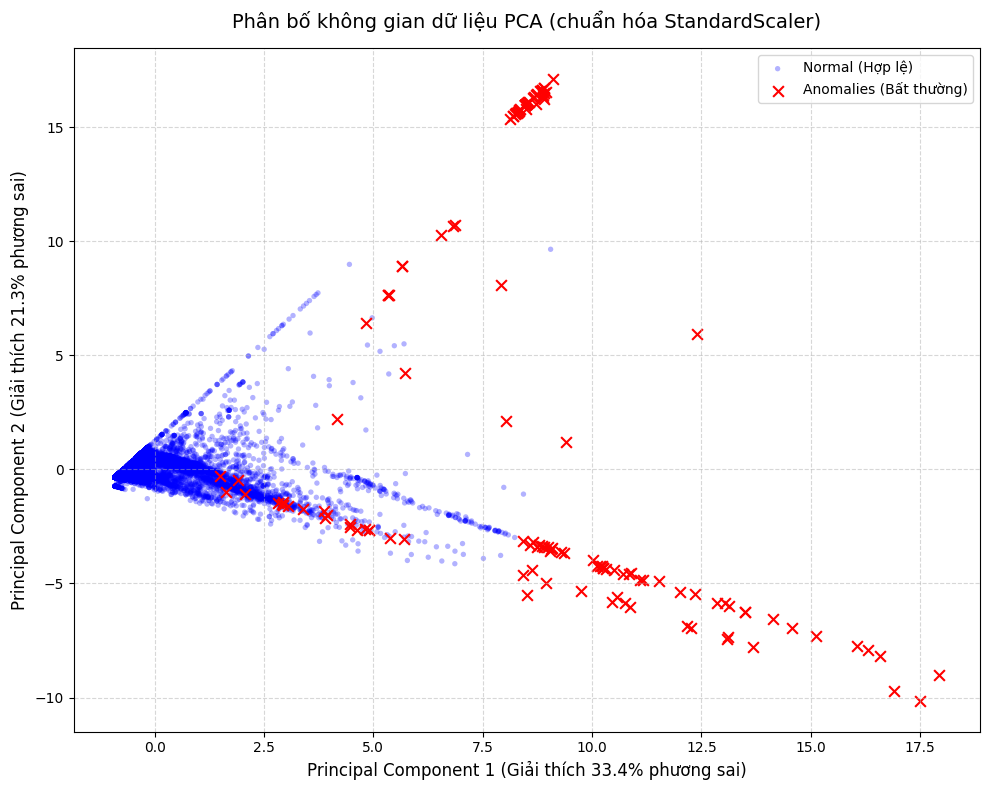 Phân bố không gian dữ liệu PCA (chuẩn hóa StandardScaler)
Normal (Hợp lệ)
Anomalies (Bất thường)
Principal Component 2 (Giải thích 21.3% phương sai)
15
10
5
0
−5
−10
0.0 2.5 5.0 7.5 10.0 12.5 15.0 17.5
Principal Component 1 (Giải thích 33.4% phương sai)